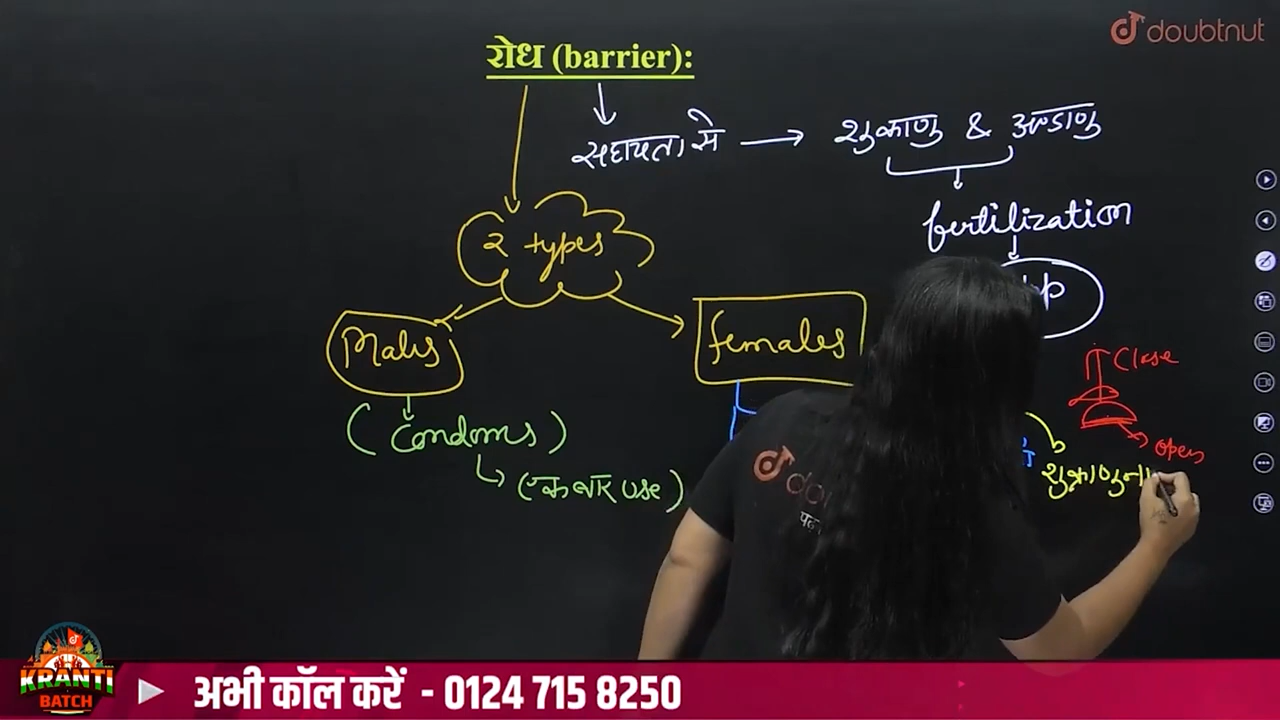 doubtnut
रोध (barrier):
सहायता से → शुक्राणु & अण्डाणु
fertilization
2 types
Males
females
Close
open
(Condoms)
(एक बार use)
शुक्राणुना
KRANTI
BATCH
अभी कॉल करें - 0124 715 8250